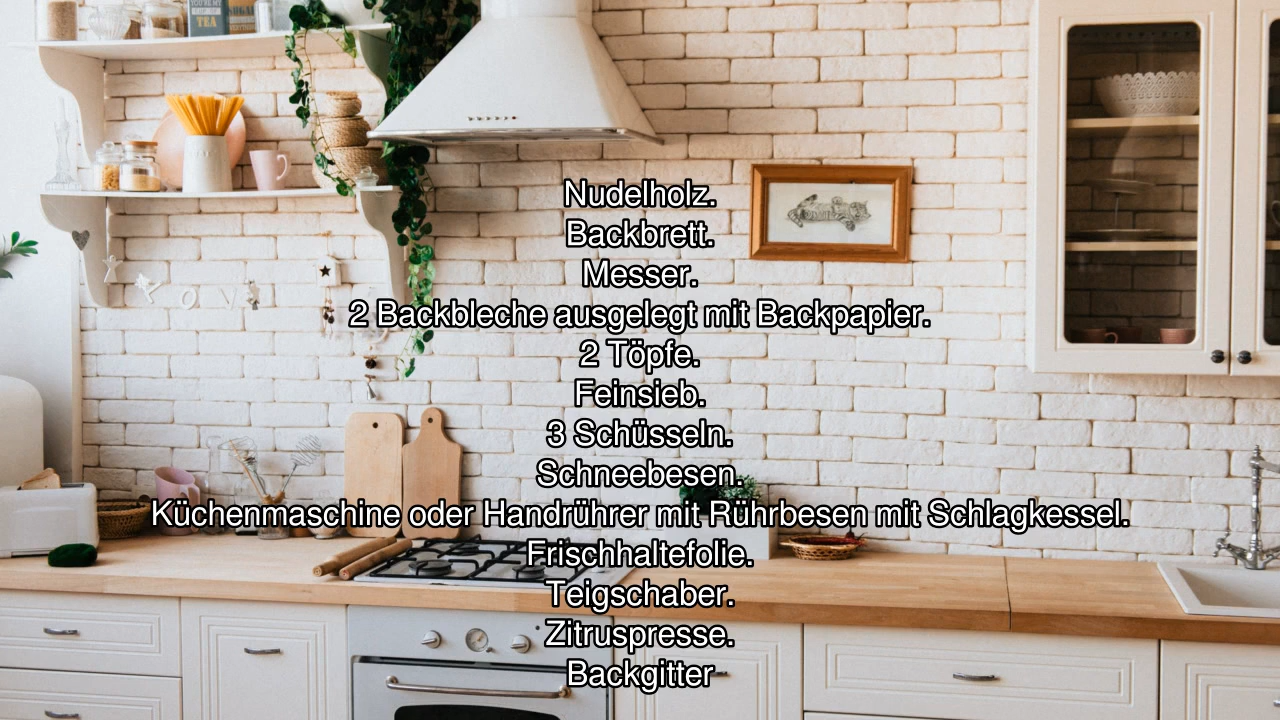 TEA
Nudelholz.
Backbrett.
Messer.
2 Backbleche ausgelegt mit Backpapier.
2 Töpfe.
Feinsieb.
3 Schüsseln.
Schneebesen.
Küchenmaschine oder Handrührer mit Rührbesen mit Schlagkessel.
Frischhaltefolie.
Teigschaber.
Zitruspresse.
Backgitter